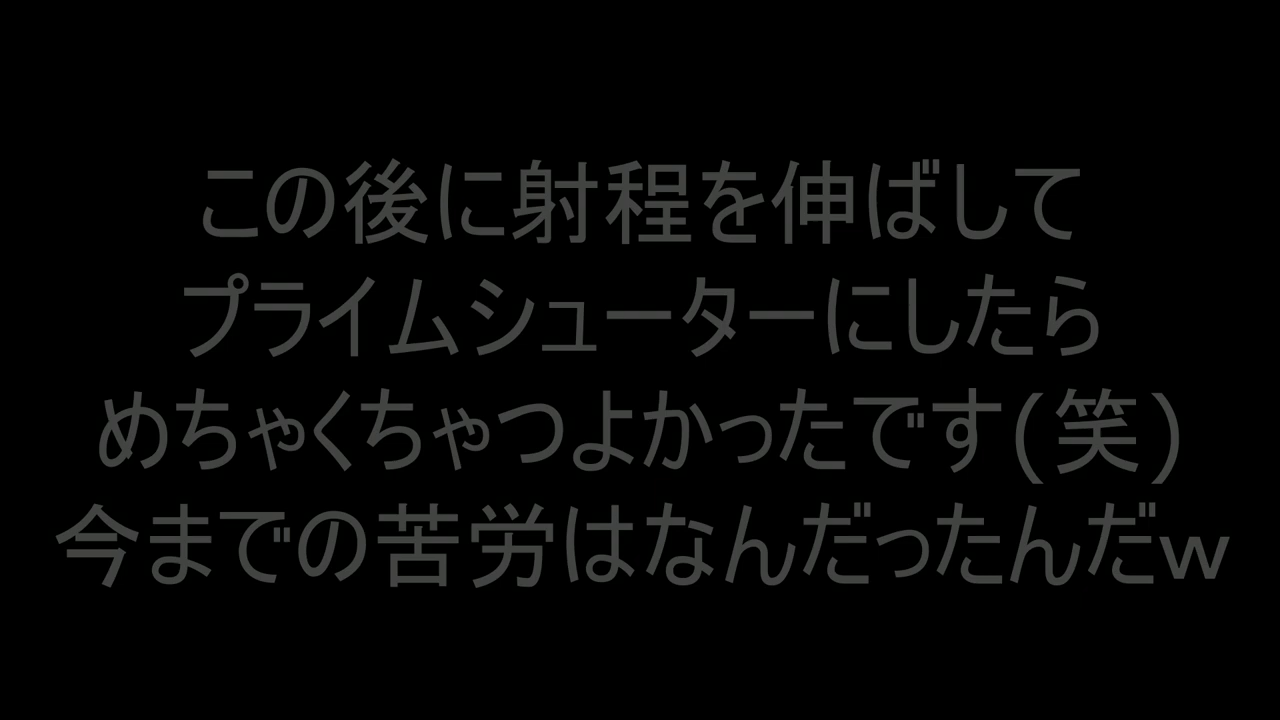 この後に射程を伸ばして
プライムシューターにしたら
めちゃくちゃつよかったです(笑)
今までの苦労はなんだったんだw